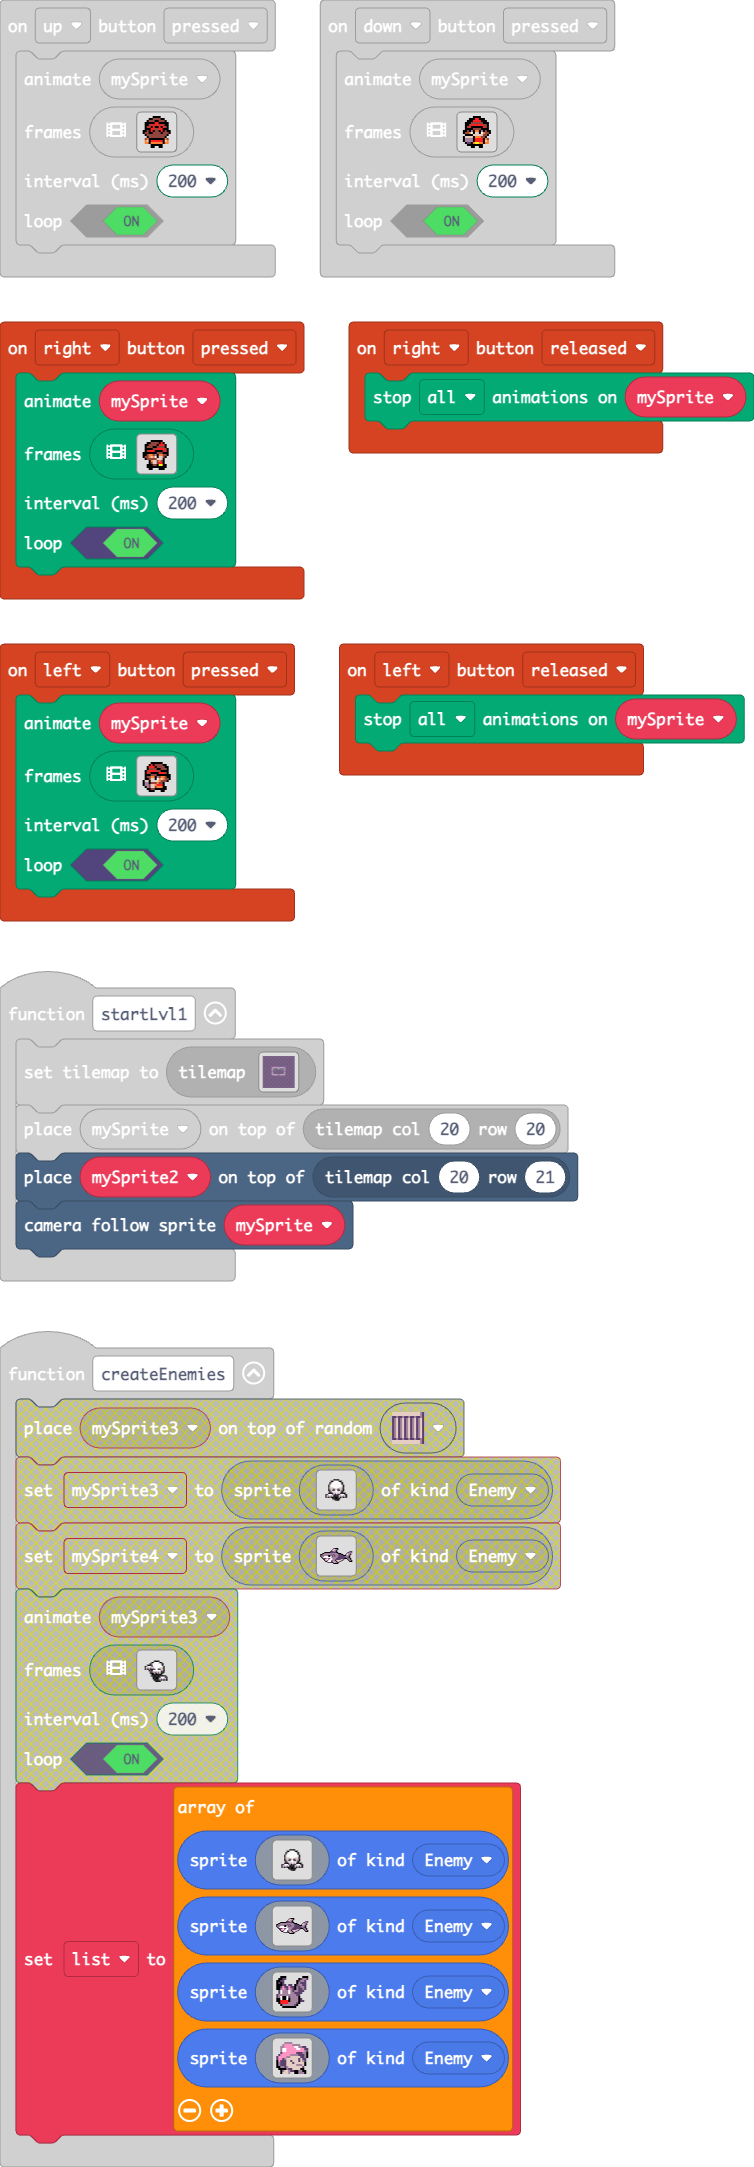 on up button pressed
animate mySprite
frames
interval (ms) 200
loop ON
on down button pressed
animate mySprite
frames
interval (ms) 200
loop ON
on right button pressed
animate mySprite
frames
interval (ms) 200
loop ON
on right button released
stop all animations on mySprite
on left button pressed
animate mySprite
frames
interval (ms) 200
loop ON
on left button released
stop all animations on mySprite
function startLvl1
set tilemap to tilemap
place mySprite on top of tilemap col 20 row 20
place mySprite2 on top of tilemap col 20 row 21
camera follow sprite mySprite
function createEnemies
place mySprite3 on top of random
set mySprite3 to sprite of kind Enemy
set mySprite4 to sprite of kind Enemy
animate mySprite3
frames
interval (ms) 200
loop ON
set list to
array of
sprite of kind Enemy
sprite of kind Enemy
sprite of kind Enemy
sprite of kind Enemy